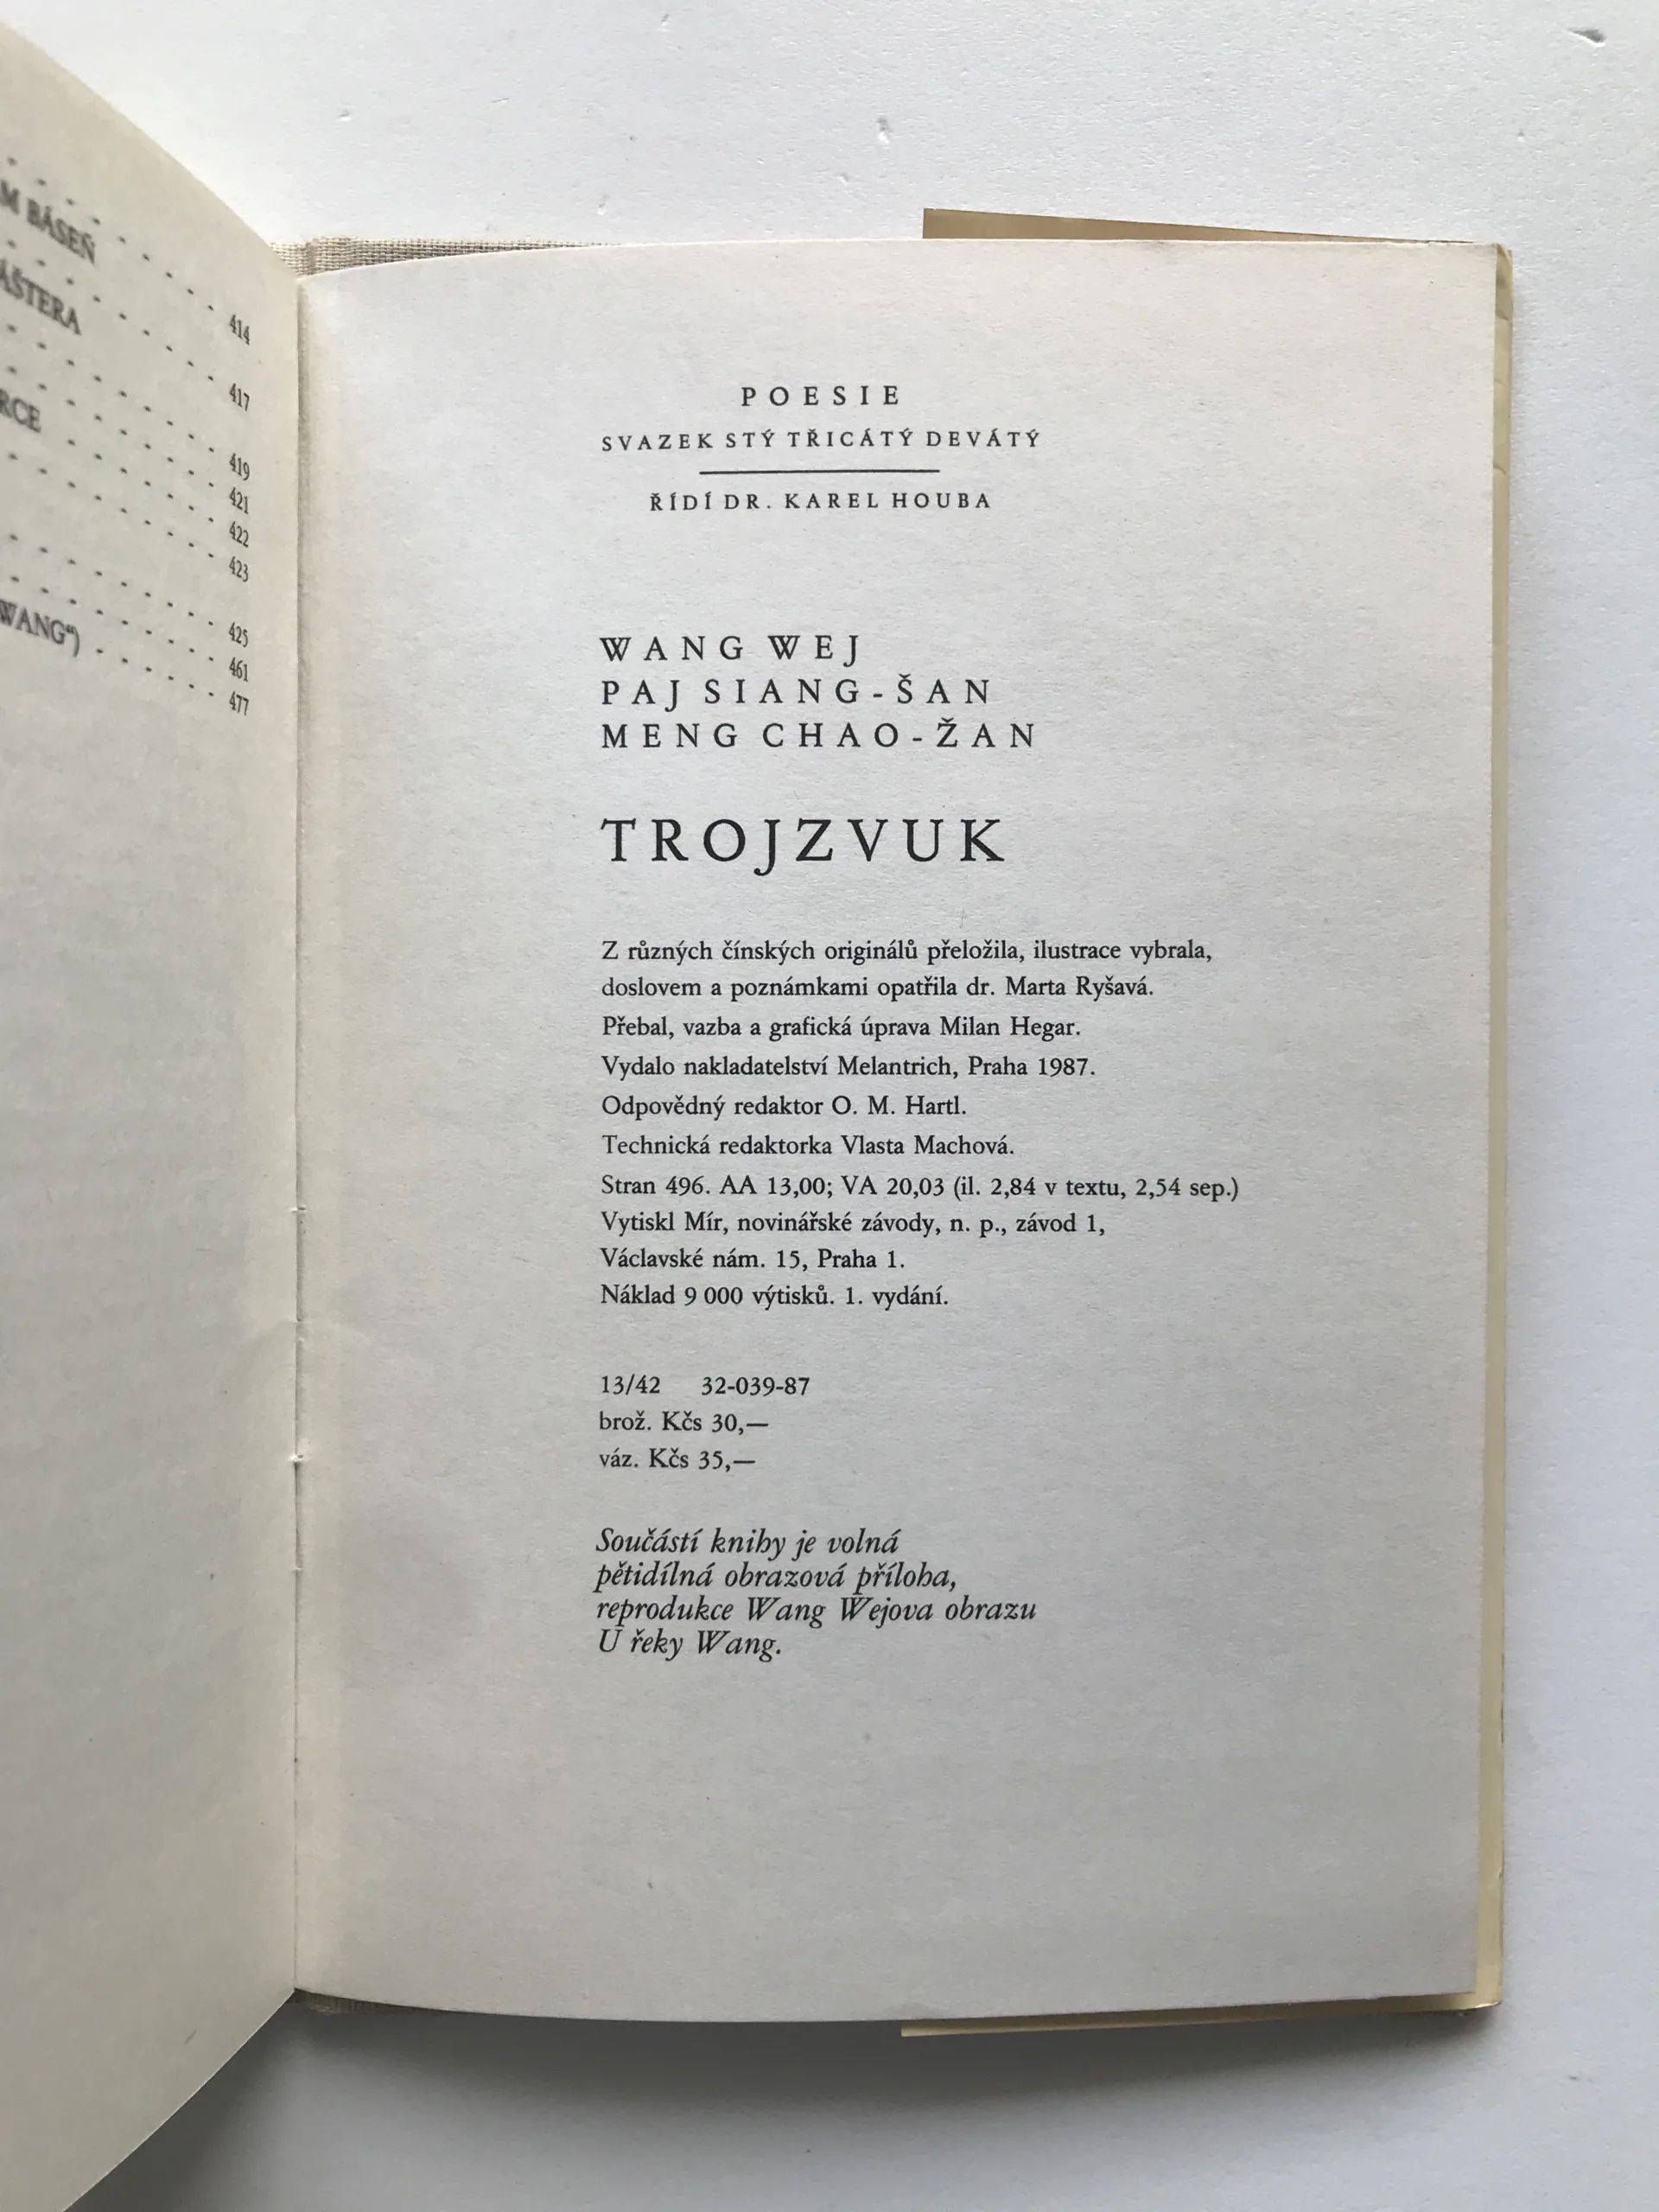 M BÁSEŇ
414
417
419
421
422
423
425
461
WANG“)
477
POESIE
SVAZEK STÝ TŘICÁTÝ DEVÁTÝ
ŘÍDÍ DR. KAREL HOUBA
WANG WEJ
PAJ SIANG-ŠAN
MENG CHAO-ŽAN
TROJZVUK
Z různých čínských originálů přeložila, ilustrace vybrala,
doslovem a poznámkami opatřila dr. Marta Ryšavá.
Přebal, vazba a grafická úprava Milan Hegar.
Vydalo nakladatelství Melantrich, Praha 1987.
Odpovědný redaktor O. M. Hartl.
Technická redaktorka Vlasta Machová.
Stran 496. AA 13,00; VA 20,03 (il. 2,84 v textu, 2,54 sep.)
Vytiskl Mír, novinářské závody, n. p., závod 1,
Václavské nám. 15, Praha 1.
Náklad 9 000 výtisků. 1. vydání.
13/42 32-039-87
brož. Kčs 30,—
váz. Kčs 35,—
Součástí knihy je volná
pětidílná obrazová příloha,
reprodukce Wang Wejova obrazu
U řeky Wang.